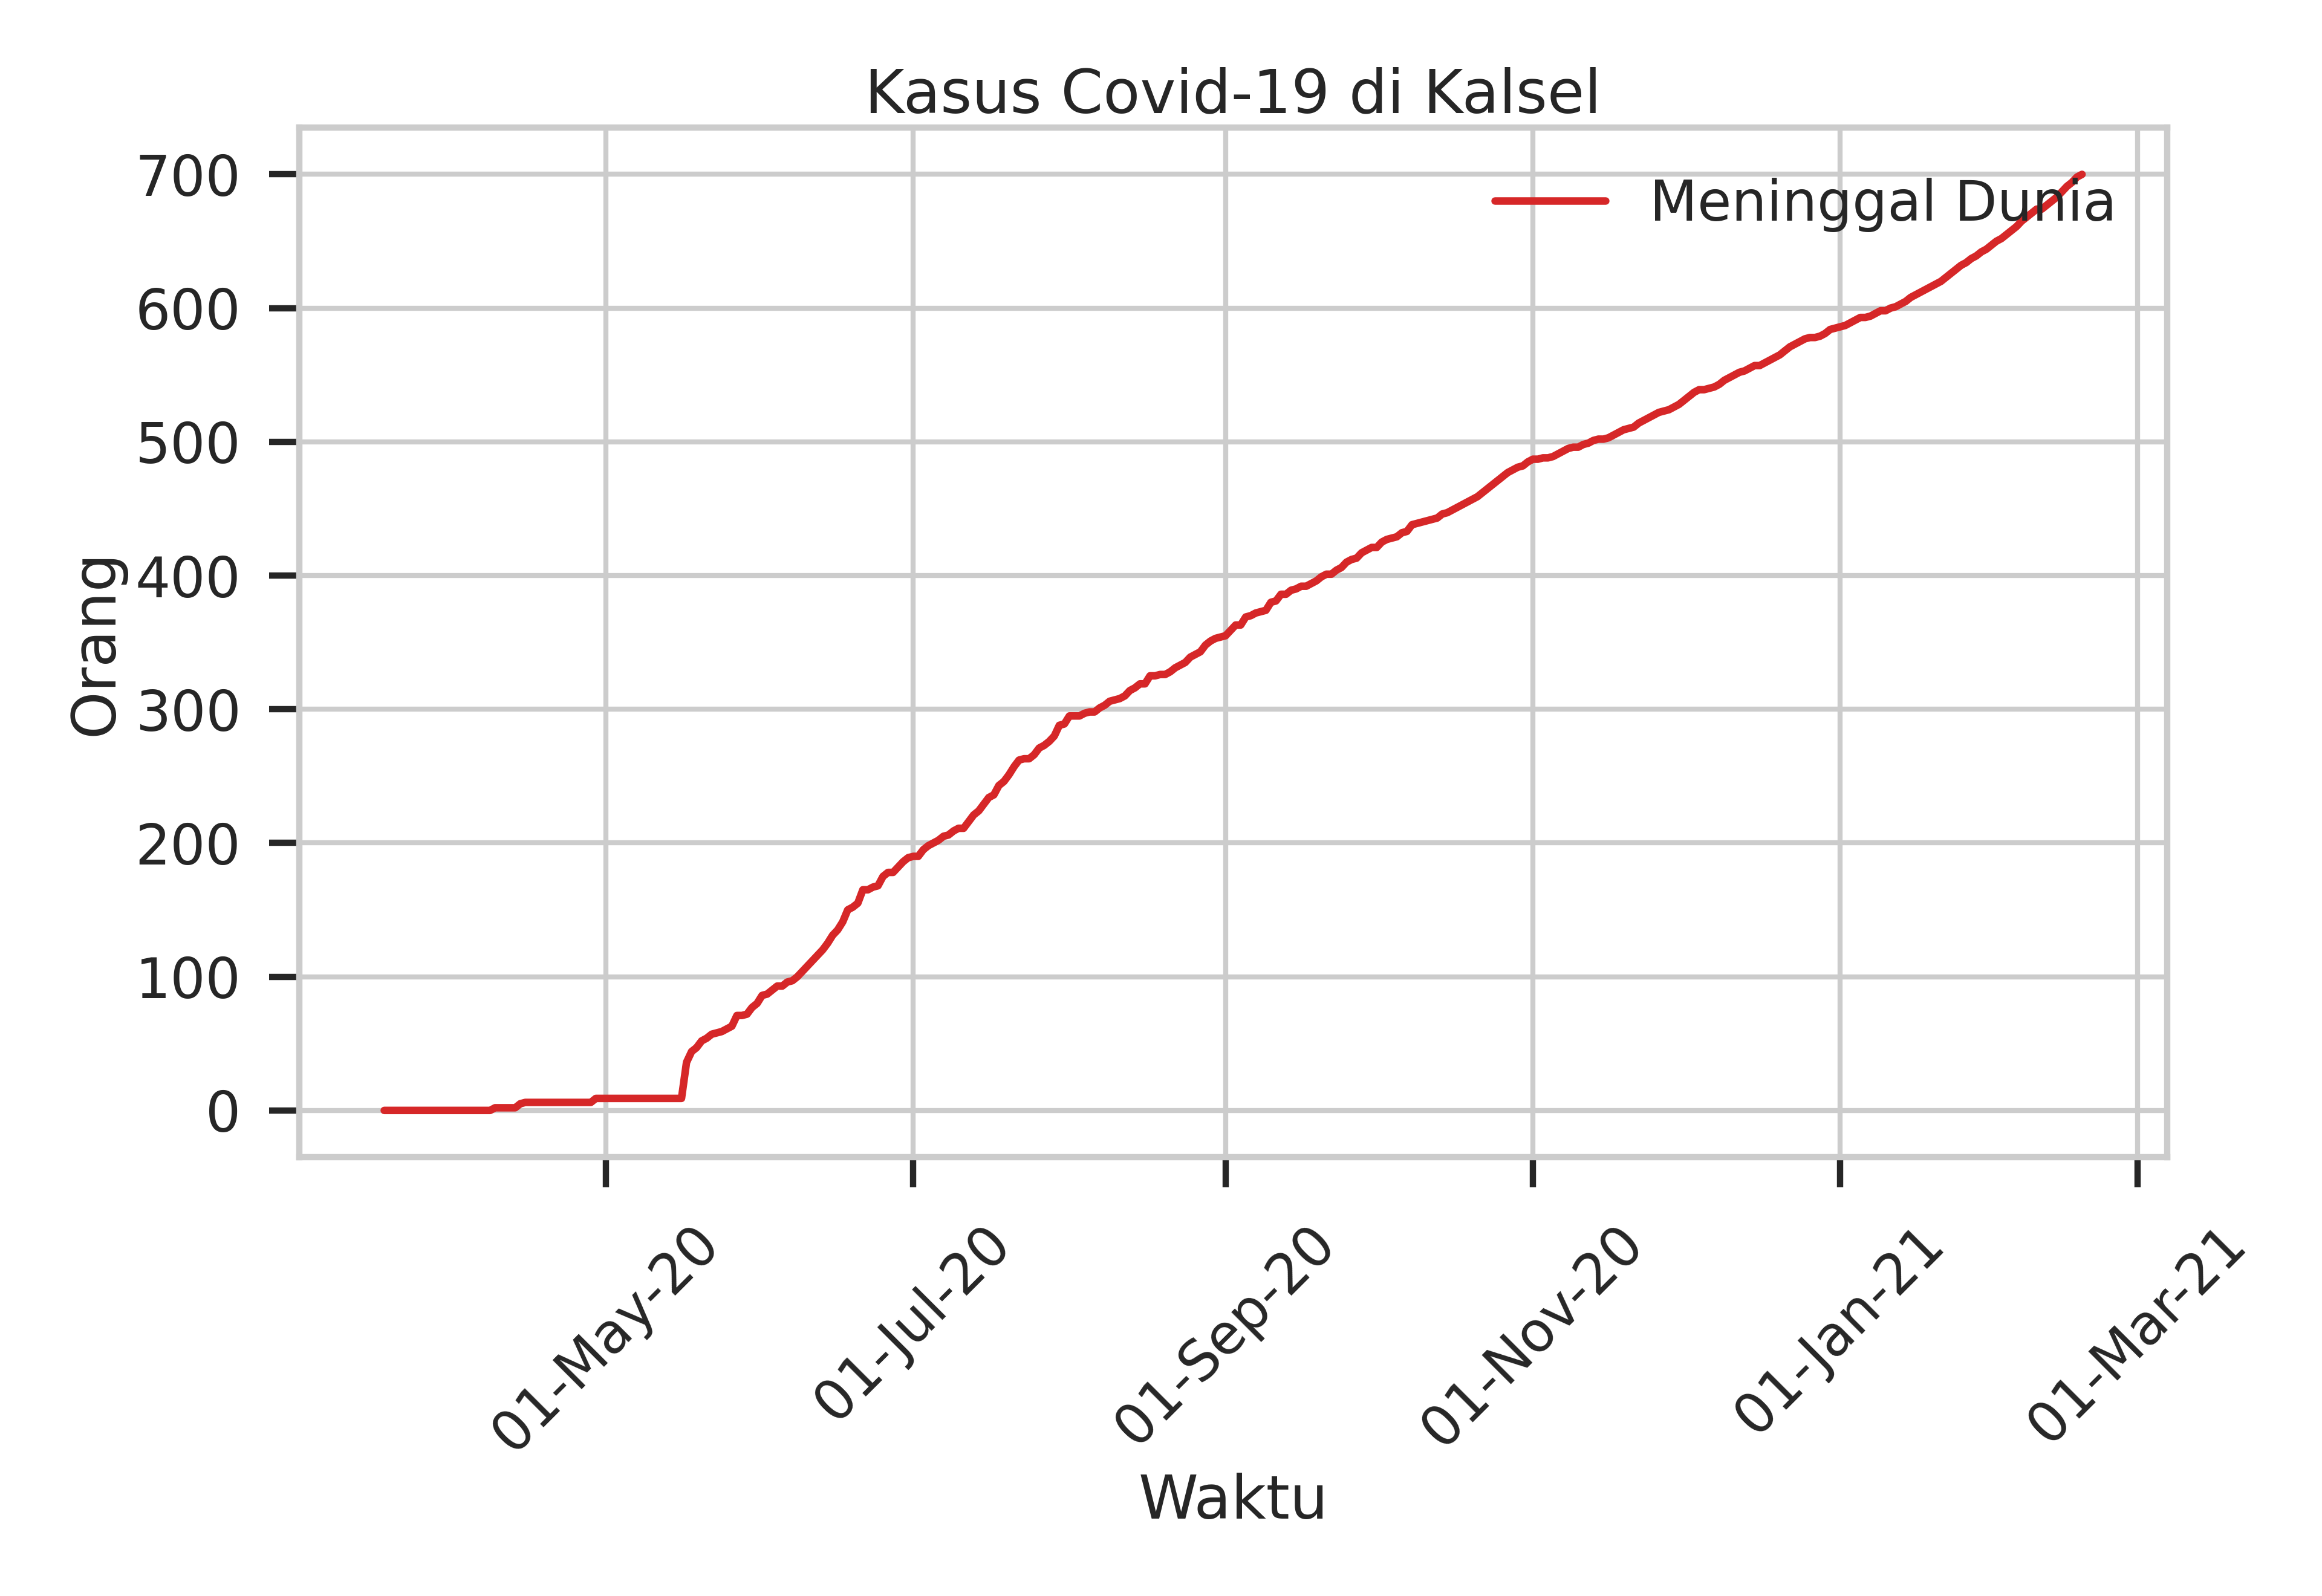 Kasus Covid-19 di Kalsel
Meninggal Dunia
700
600
500
400
300
200
100
0
Orang
01-May-20
01-Jul-20
01-Sep-20
01-Nov-20
01-Jan-21
01-Mar-21
Waktu